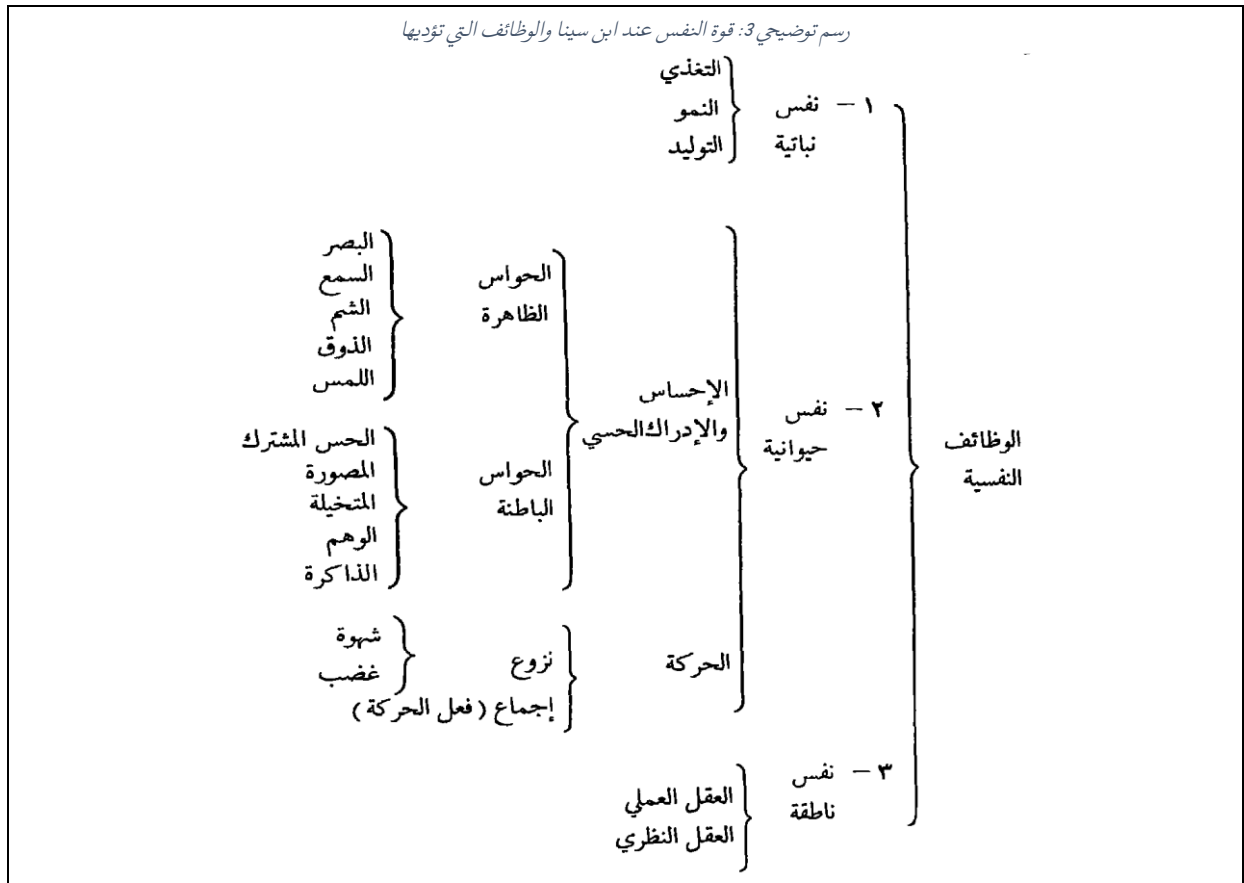 رسم توضيحي3: قوة النفس عند ابن سينا والوظائف التي تؤديها
الوظائف
النفسية
١ – نفس
نباتية
التغذي
النمو
التوليد
٢ – نفس
حيوانية
الإحساس
والإدراك الحسي
الحواس
الظاهرة
البصر
السمع
الشم
الذوق
اللمس
الحواس
الباطنة
الحس المشترك
المصورة
المتخيلة
الوهم
الذاكرة
الحركة
نزوع
شهوة
غضب
إجماع (فعل الحركة)
٣ – نفس
ناطقة
العقل العملي
العقل النظري